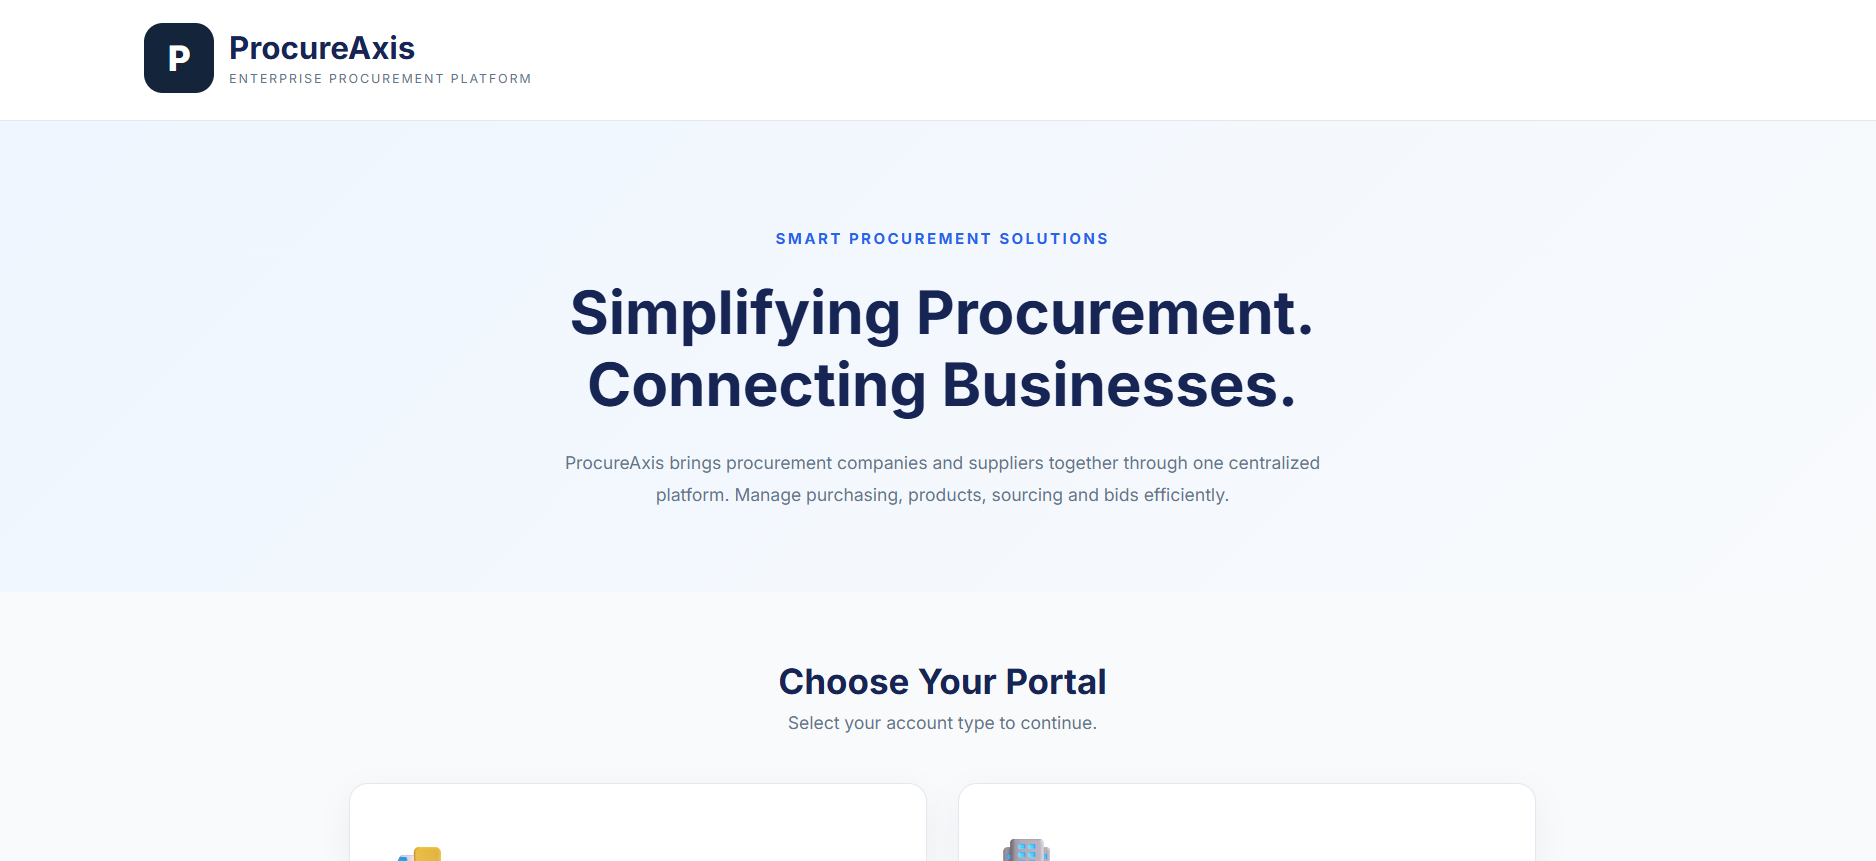 P
ProcureAxis
ENTERPRISE PROCUREMENT PLATFORM
SMART PROCUREMENT SOLUTIONS
Simplifying Procurement.
Connecting Businesses.
ProcureAxis brings procurement companies and suppliers together through one centralized
platform. Manage purchasing, products, sourcing and bids efficiently.
Choose Your Portal
Select your account type to continue.